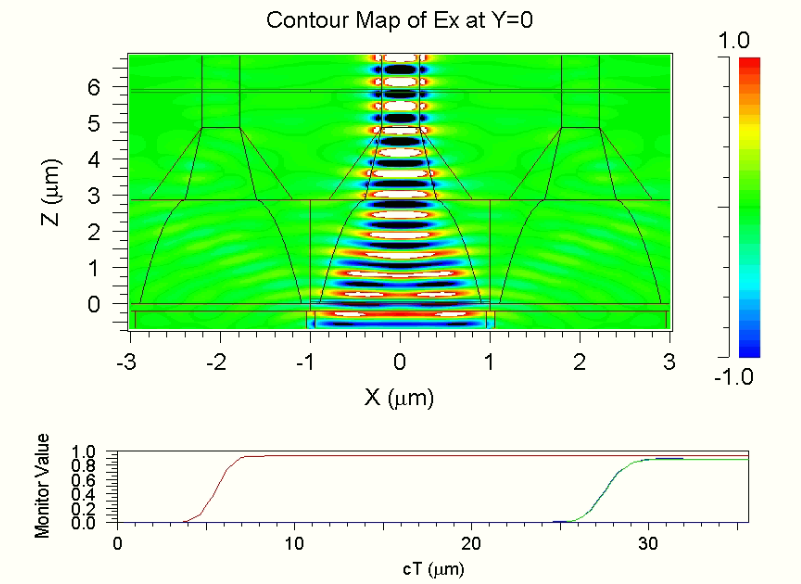 Contour Map of Ex at Y=0
1.0
6
5
4
3
2
1
0
Z (μm)
-3 -2 -1 0 1 2 3
X (μm)
-1.0
Monitor Value
1.0
0.8
0.6
0.4
0.2
0.0
0 10 20 30
cT (μm)